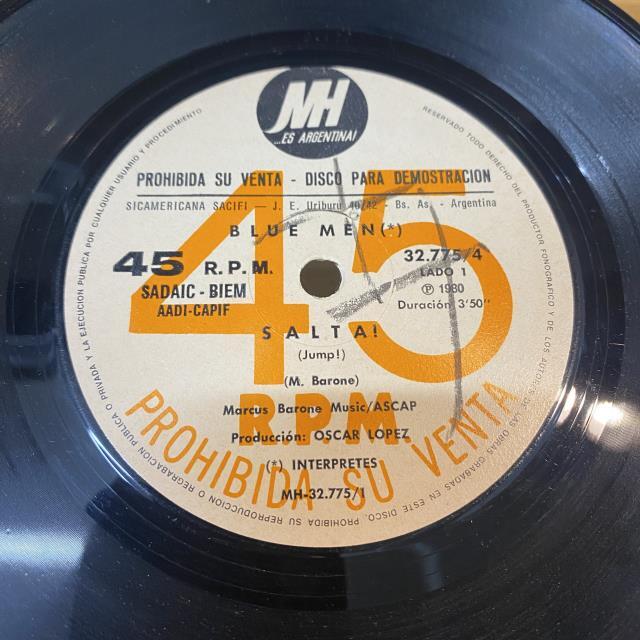 MH
...ES ARGENTINA!
PROHIBIDA SU VENTA - DISCO PARA DEMOSTRACION
SICAMERICANA SACIFI — J. E. Uriburu 40/42 - Bs. As. - Argentina
BLUE MEN(*)
45 R.P.M.
SADAIC - BIEM
AADI-CAPIF
32.775/4
LADO 1
℗ 1980
Duración 3'50"
SALTA!
(Jump!)
(M. Barone)
Marcus Barone Music/ASCAP
Producción: OSCAR LOPEZ
(*) INTERPRETES
MH-32.775/1
45
R.P.M.
PROHIBIDA SU VENTA
RESERVADO TODO DERECHO DEL PRODUCTOR FONOGRAFICO Y DE LOS AUTORES DE LAS OBRAS GRABADAS EN ESTE DISCO. PROHIBIDA SU REPRODUCCION O REGRABACION PUBLICA O PRIVADA Y LA EJECUCION PUBLICA POR CUALQUIER USUARIO Y PROCEDIMIENTO